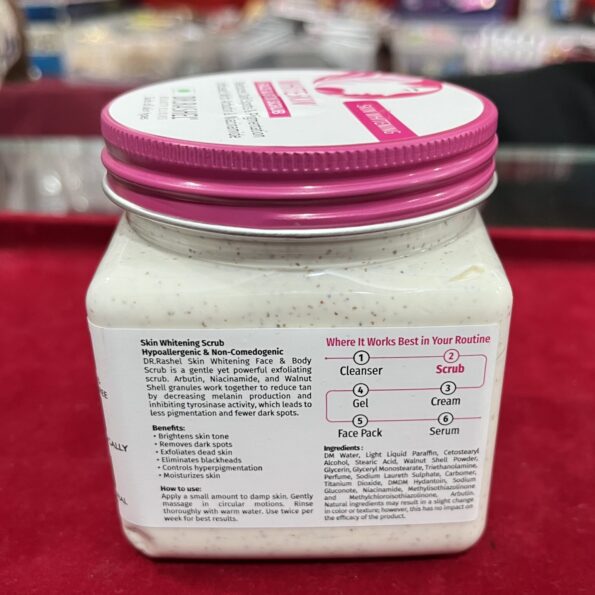 SKIN WHITENING
DR.RASHEL
Skin Whitening Scrub
Hypoallergenic & Non-Comedogenic
DR.Rashel Skin Whitening Face & Body
Scrub is a gentle yet powerful exfoliating
scrub. Arbutin, Niacinamide, and Walnut
Shell granules work together to reduce tan
by decreasing melanin production and
inhibiting tyrosinase activity, which leads to
less pigmentation and fewer dark spots.
Benefits:
• Brightens skin tone
• Removes dark spots
• Exfoliates dead skin
• Eliminates blackheads
• Controls hyperpigmentation
• Moisturizes skin
How to use:
Apply a small amount to damp skin. Gently
massage in circular motions. Rinse
thoroughly with warm water. Use twice per
week for best results.
Where It Works Best in Your Routine
1 2
Cleanser Scrub
4 3
Gel Cream
5 6
Face Pack Serum
Ingredients:
DM Water, Light Liquid Paraffin, Cetostearyl
Alcohol, Stearic Acid, Walnut Shell Powder,
Glycerin, Glyceryl Monostearate, Triethanolamine,
Perfume, Sodium Laureth Sulphate, Carbomer,
Titanium Dioxide, DMDM Hydantoin, Sodium
Gluconate, Niacinamide, Methylisothiazolinone
and Methylchloroisothiazolinone, Arbutin.
Natural ingredients may result in a slight change
in color or texture; however, this has no impact on
the efficacy of the product.